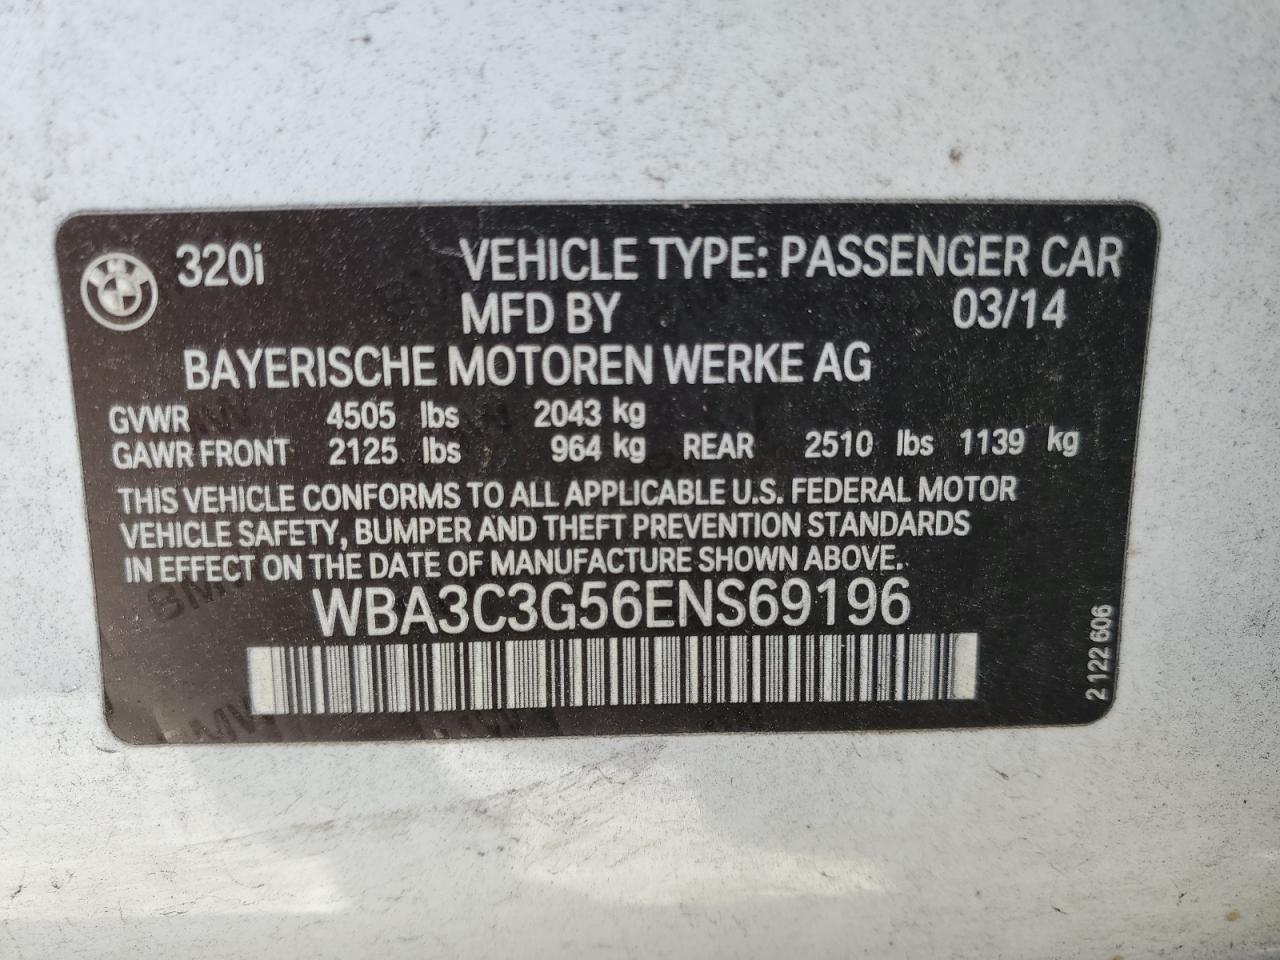 BMW
320i VEHICLE TYPE: PASSENGER CAR
MFD BY 03/14
BAYERISCHE MOTOREN WERKE AG
GVWR 4505 lbs 2043 kg
GAWR FRONT 2125 lbs 964 kg REAR 2510 lbs 1139 kg
THIS VEHICLE CONFORMS TO ALL APPLICABLE U.S. FEDERAL MOTOR
VEHICLE SAFETY, BUMPER AND THEFT PREVENTION STANDARDS
IN EFFECT ON THE DATE OF MANUFACTURE SHOWN ABOVE.
WBA3C3G56ENS69196
2 122 606